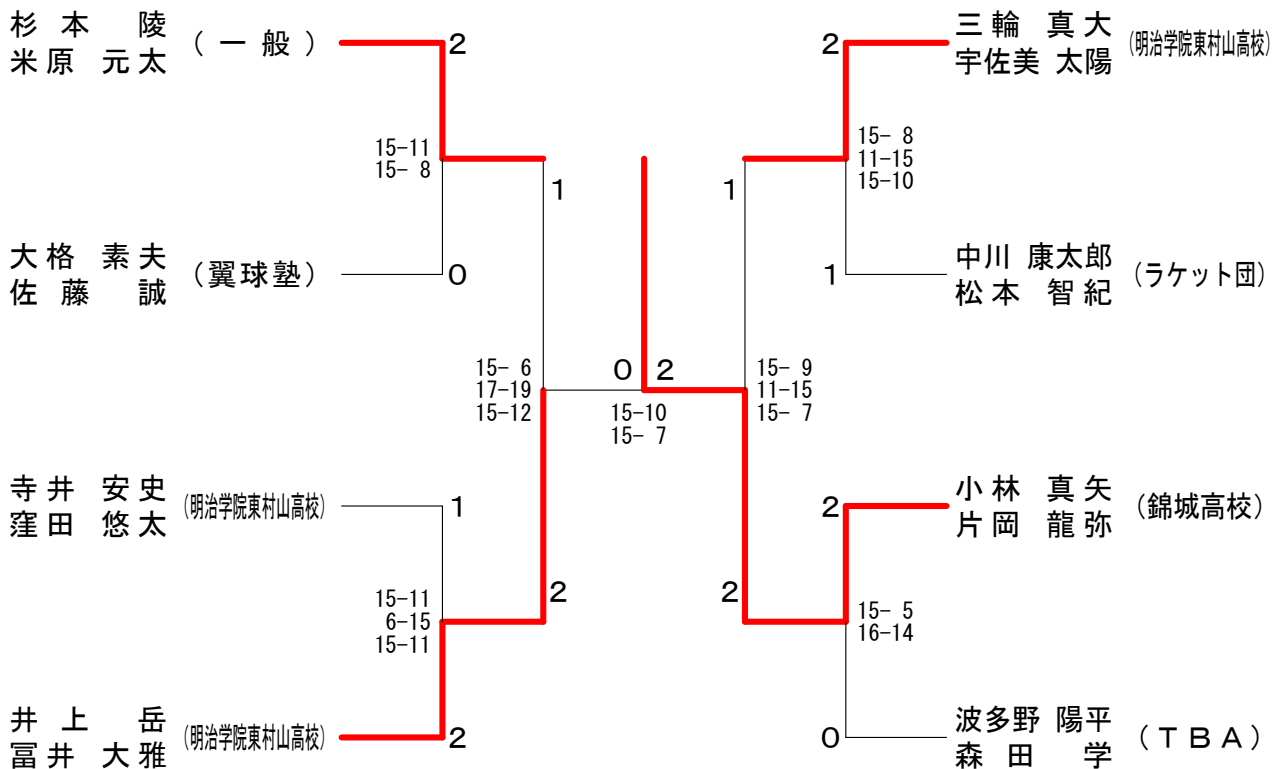 杉本 陵
米原 元太
(一般)
2
15-11
15- 8
大格 素夫
佐藤 誠
(翼球塾)
0
1
15- 6
17-19
15-12
寺井 安史
窪田 悠太
(明治学院東村山高校)
1
15-11
6-15
15-11
井上 岳
冨井 大雅
(明治学院東村山高校)
2
2
0 2
15-10
15- 7
三輪 真大
宇佐美 太陽
(明治学院東村山高校)
2
15- 8
11-15
15-10
中川 康太郎
松本 智紀
(ラケット団)
1
1
15- 9
11-15
15- 7
小林 真矢
片岡 龍弥
(錦城高校)
2
15- 5
16-14
2
波多野 陽平
森田 学
(TBA)
0